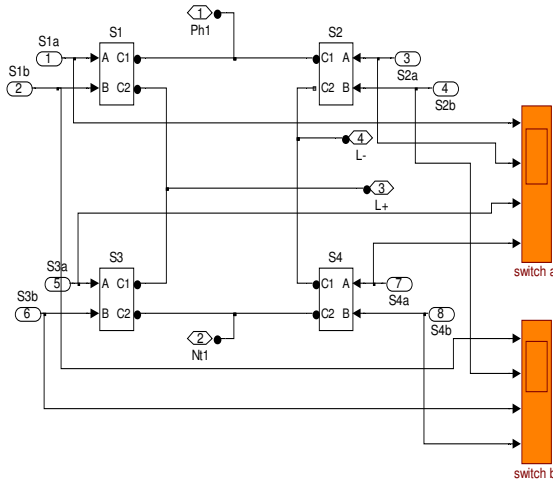 1
Ph1
S1a
S1
S2
1
A C1
C1 A
3
S2a
S1b
2
B C2
C2 B
4
S2b
4
L-
3
L+
switch a
S3a
S3
S4
5
A C1
C1 A
7
S4a
S3b
6
B C2
C2 B
8
S4b
2
Nt1
switch b